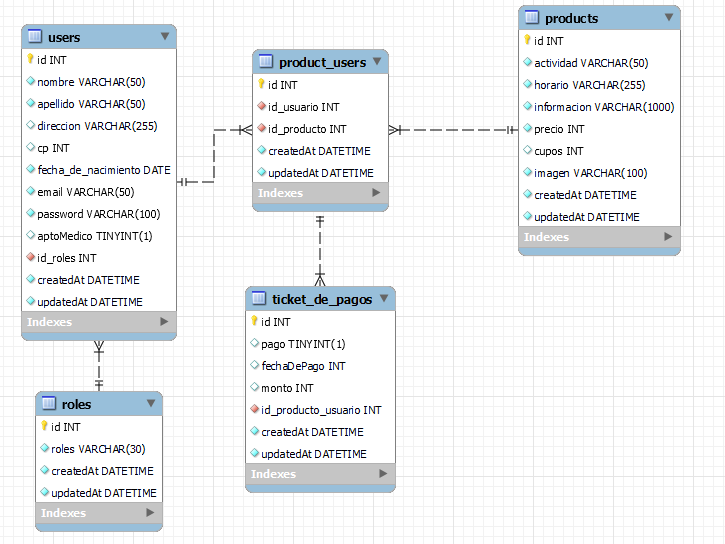 users
id INT
nombre VARCHAR(50)
apellido VARCHAR(50)
direccion VARCHAR(255)
cp INT
fecha_de_nacimiento DATE
email VARCHAR(50)
password VARCHAR(100)
aptoMedico TINYINT(1)
id_roles INT
createdAt DATETIME
updatedAt DATETIME
Indexes
product_users
id INT
id_usuario INT
id_producto INT
createdAt DATETIME
updatedAt DATETIME
Indexes
products
id INT
actividad VARCHAR(50)
horario VARCHAR(255)
informacion VARCHAR(1000)
precio INT
cupos INT
imagen VARCHAR(100)
createdAt DATETIME
updatedAt DATETIME
Indexes
ticket_de_pagos
id INT
pago TINYINT(1)
fechaDePago INT
monto INT
id_producto_usuario INT
createdAt DATETIME
updatedAt DATETIME
Indexes
roles
id INT
roles VARCHAR(30)
createdAt DATETIME
updatedAt DATETIME
Indexes